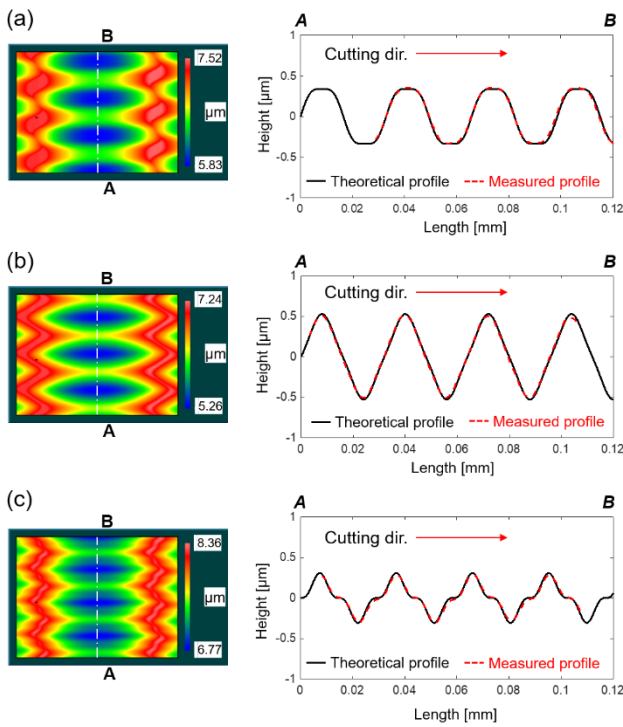 (a)
B
7.52
µm
5.83
A
A B
Cutting dir.
Height [µm]
1
0.5
0
-0.5
-1
Theoretical profile Measured profile
0 0.02 0.04 0.06 0.08 0.1 0.12
Length [mm]
(b)
B
7.24
µm
5.26
A
A B
Cutting dir.
Height [µm]
1
0.5
0
-0.5
-1
Theoretical profile Measured profile
0 0.02 0.04 0.06 0.08 0.1 0.12
Length [mm]
(c)
B
8.36
µm
6.77
A
A B
Cutting dir.
Height [µm]
1
0.5
0
-0.5
-1
Theoretical profile Measured profile
0 0.02 0.04 0.06 0.08 0.1 0.12
Length [mm]